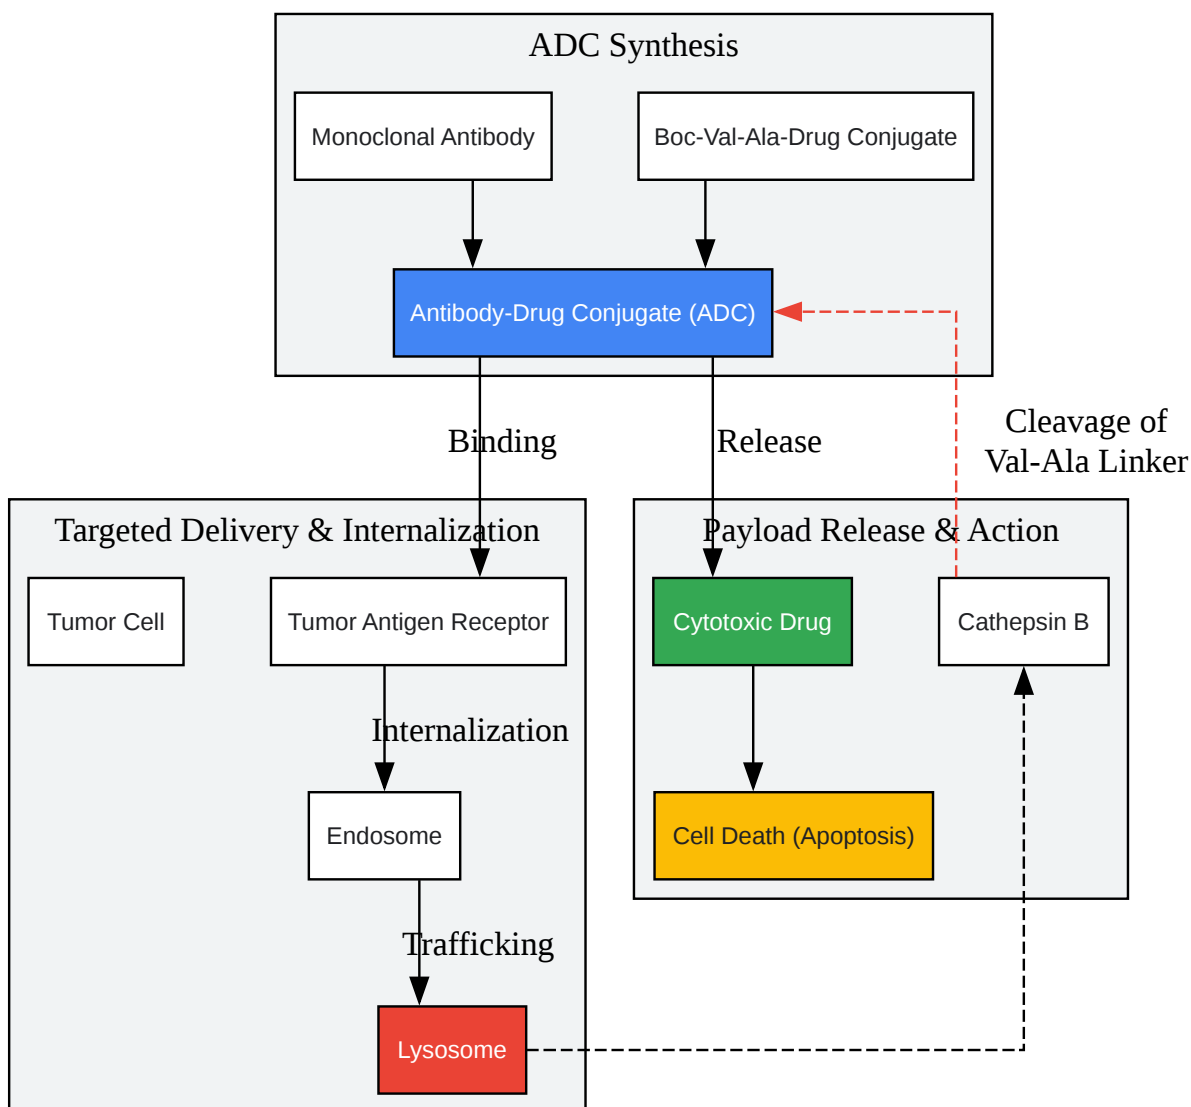 ADC Synthesis
Monoclonal Antibody
Boc-Val-Ala-Drug Conjugate
Antibody-Drug Conjugate (ADC)
Binding
Release
Cleavage of
Val-Ala Linker
Targeted Delivery & Internalization
Tumor Cell
Tumor Antigen Receptor
Internalization
Endosome
Trafficking
Lysosome
Payload Release & Action
Cytotoxic Drug
Cathepsin B
Cell Death (Apoptosis)